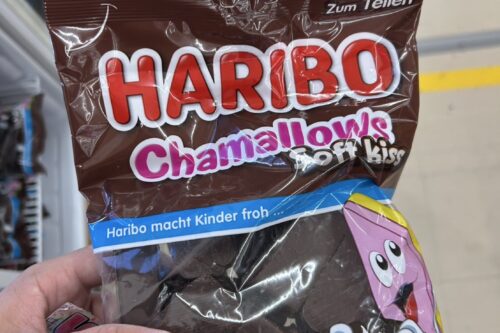 Zum Teilen
HARIBO
Chamallows
Soft Kiss
Haribo macht Kinder froh ...